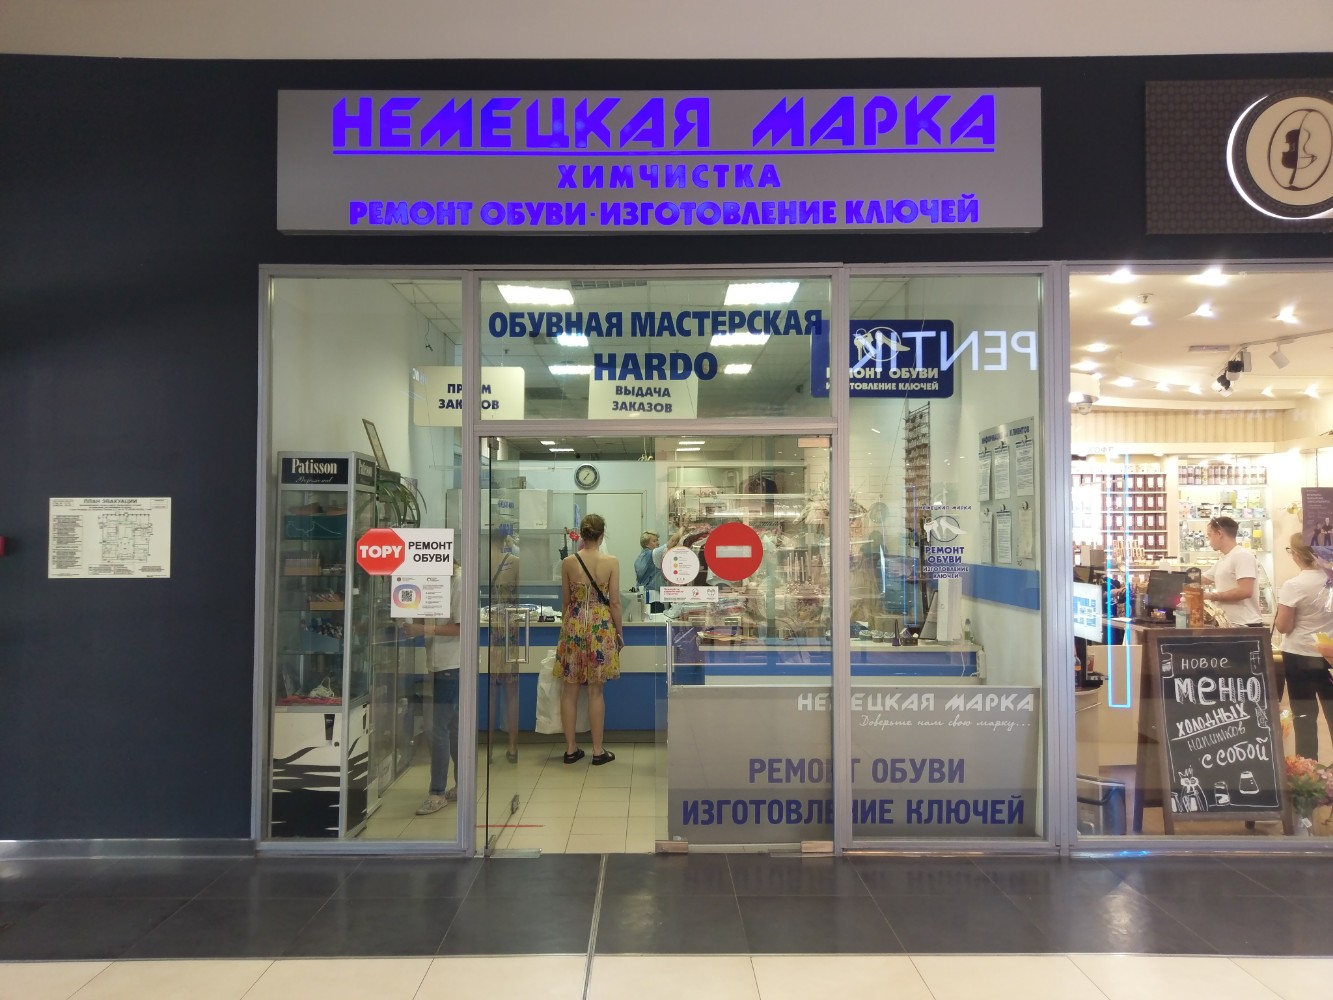 НЕМЕЦКАЯ МАРКА
ХИМЧИСТКА
РЕМОНТ ОБУВИ·ИЗГОТОВЛЕНИЕ КЛЮЧЕЙ
ОБУВНАЯ МАСТЕРСКАЯ
HARDO
ВЫДАЧА
ЗАКАЗОВ
ЗАКАЗОВ
PENTIK
РЕМОНТ ОБУВИ
ИЗГОТОВЛЕНИЕ КЛЮЧЕЙ
Patisson
ПЛАН ЭВАКУАЦИИ
TOPY
РЕМОНТ
ОБУВИ
НЕМЕЦКАЯ МАРКА
РЕМОНТ
ОБУВИ
ИЗГОТОВЛЕНИЕ
КЛЮЧЕЙ
НЕМЕЦКАЯ МАРКА
Доверьте нам свою марку...
РЕМОНТ ОБУВИ
ИЗГОТОВЛЕНИЕ КЛЮЧЕЙ
НОВОЕ
МЕНЮ
ХОЛОДНЫХ
НАПИТКОВ
С СОБОЙ